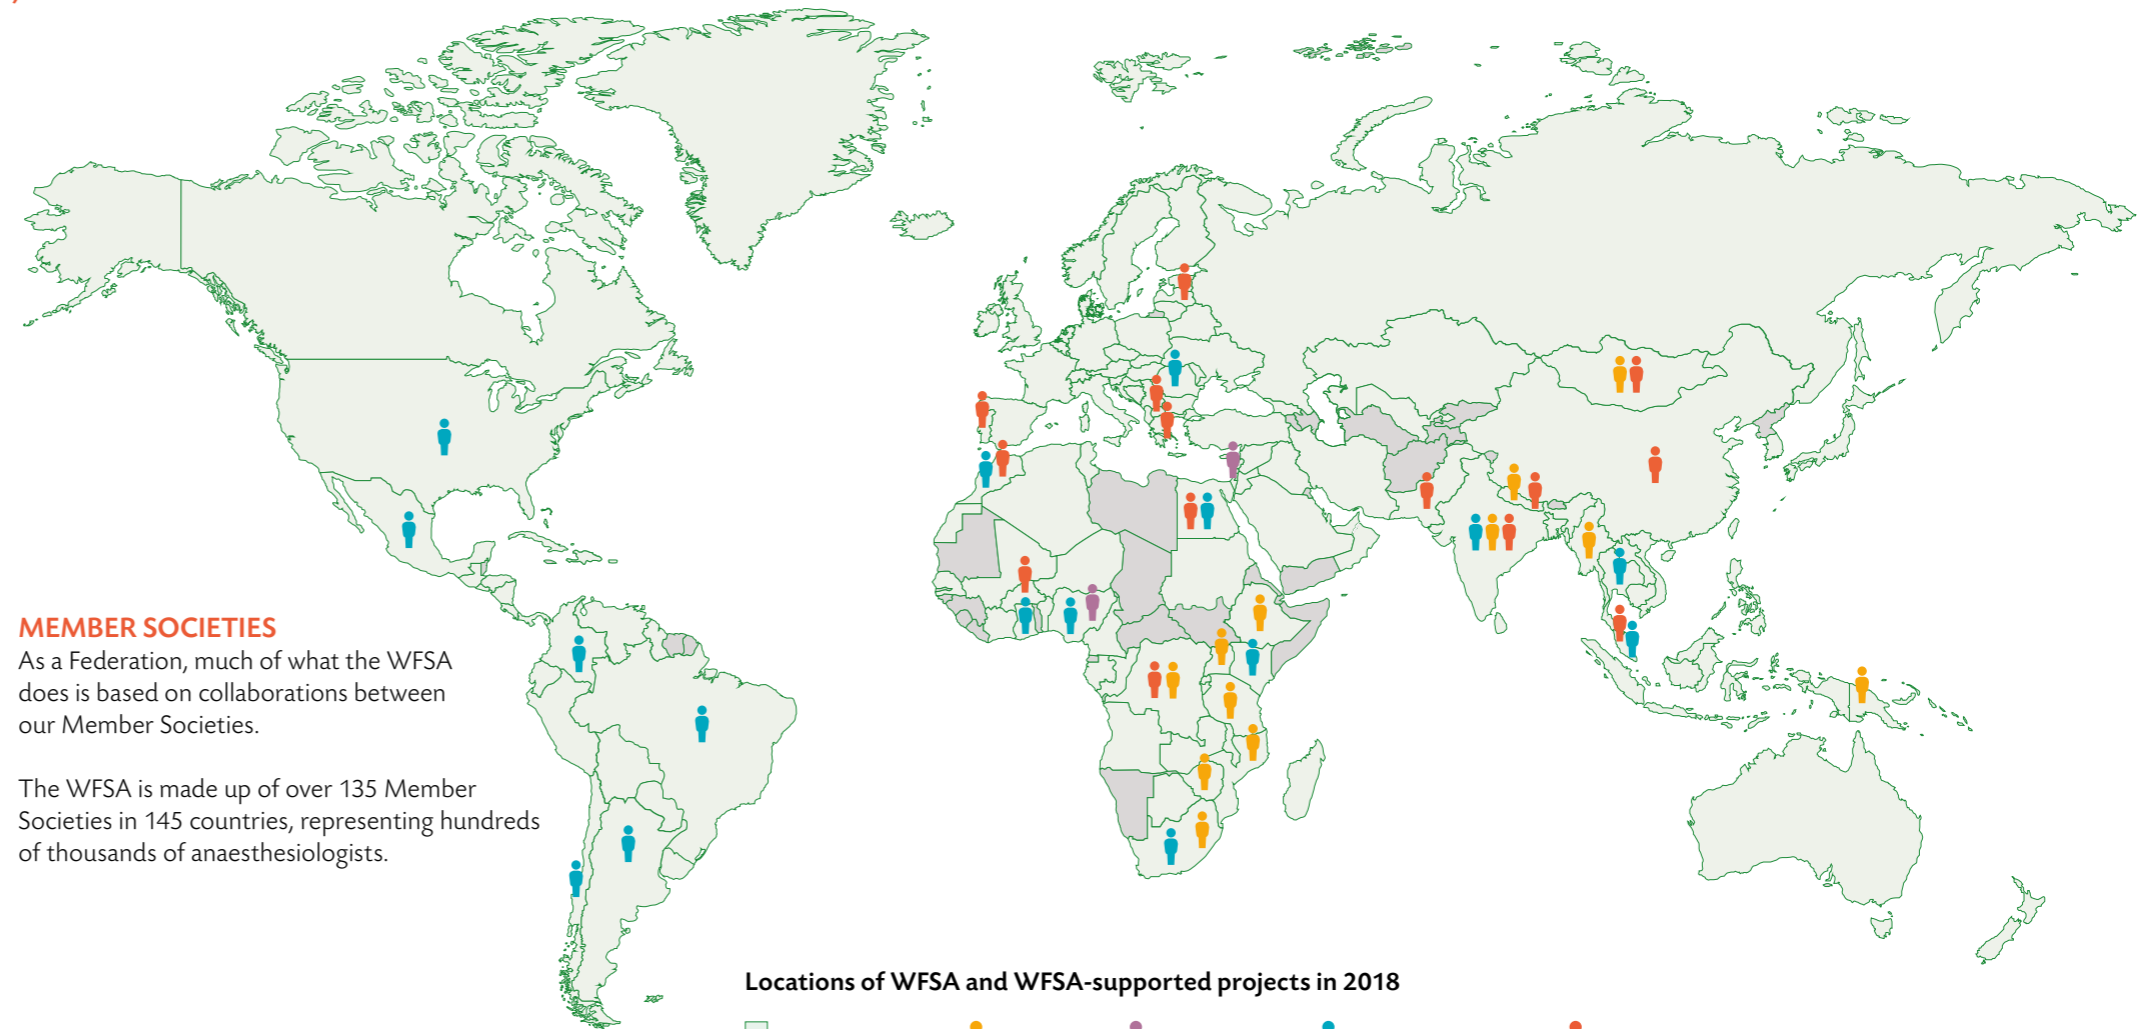 MEMBER SOCIETIES
As a Federation, much of what the WFSA
does is based on collaborations between
our Member Societies.
The WFSA is made up of over 135 Member
Societies in 145 countries, representing hundreds
of thousands of anaesthesiologists.
Locations of WFSA and WFSA-supported projects in 2018